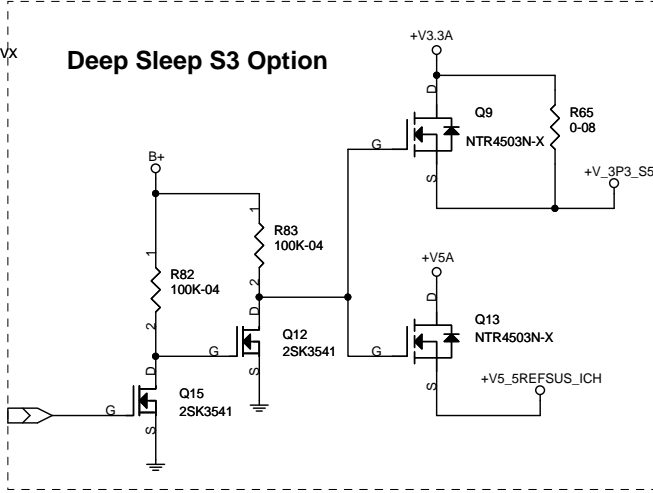 VX
Deep Sleep S3 Option
+V3.3A
D
Q9
R65
0-08
NTR4503N-X
G
S
+V_3P3_S5
B+
1
R83
100K-04
2
1
R82
100K-04
2
+V5A
D
Q13
NTR4503N-X
G
S
D
Q12
2SK3541
G
S
+V5_5REFSUS_ICH
D
Q15
2SK3541
G
S